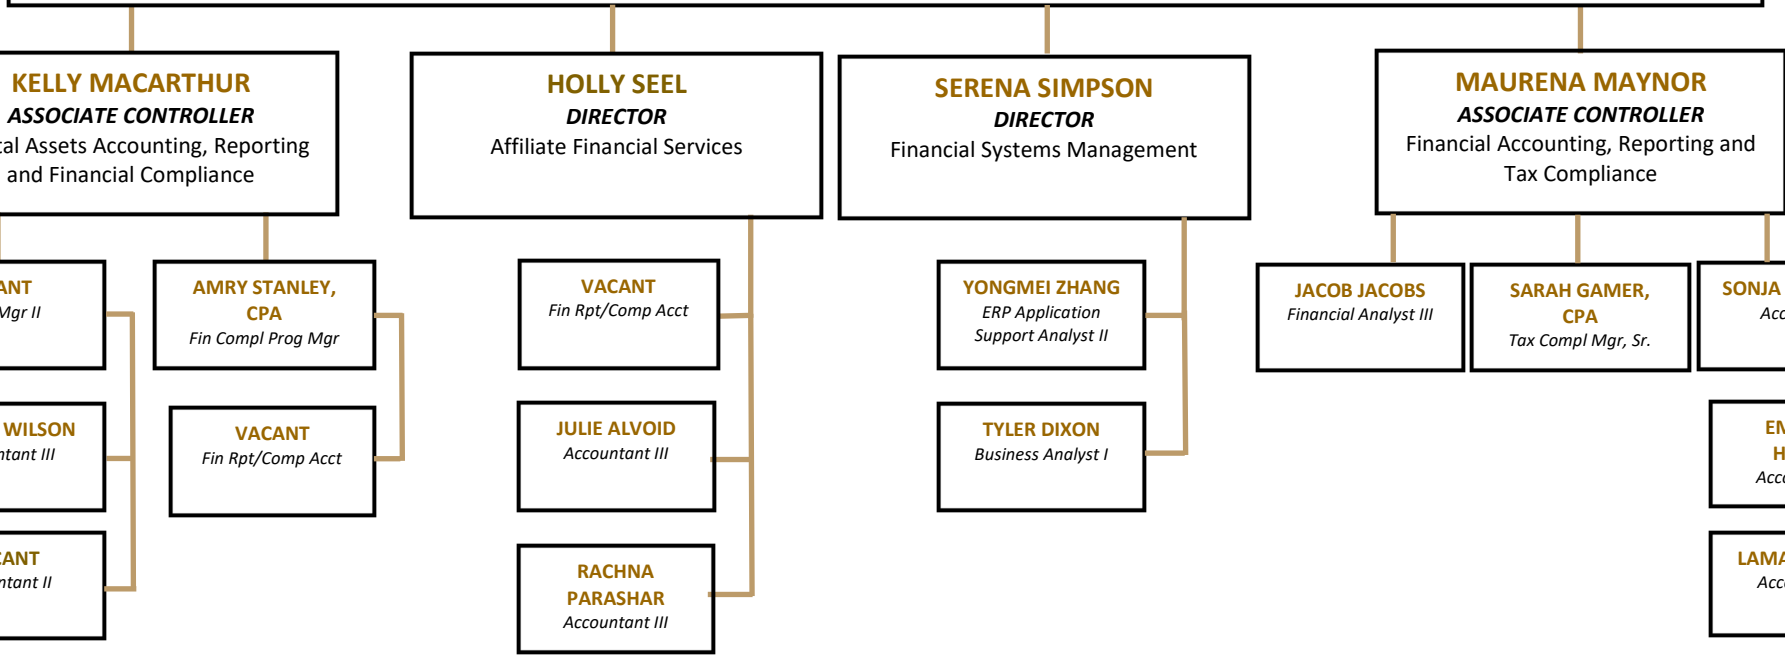 KELLY MACARTHUR
ASSOCIATE CONTROLLER
Assets Accounting, Reporting
and Financial Compliance
HOLLY SEEL
DIRECTOR
Affiliate Financial Services
SERENA SIMPSON
DIRECTOR
Financial Systems Management
MAURENA MAYNOR
ASSOCIATE CONTROLLER
Financial Accounting, Reporting and
Tax Compliance
Mgr II
WILSON
III
II
AMRY STANLEY,
CPA
Fin Compl Prog Mgr
VACANT
Fin Rpt/Comp Acct
VACANT
Fin Rpt/Comp Acct
JULIE ALVOID
Accountant III
RACHNA
PARASHAR
Accountant III
YONGMEI ZHANG
ERP Application
Support Analyst II
TYLER DIXON
Business Analyst I
JACOB JACOBS
Financial Analyst III
SARAH GAMER,
CPA
Tax Compl Mgr, Sr.
SONJA